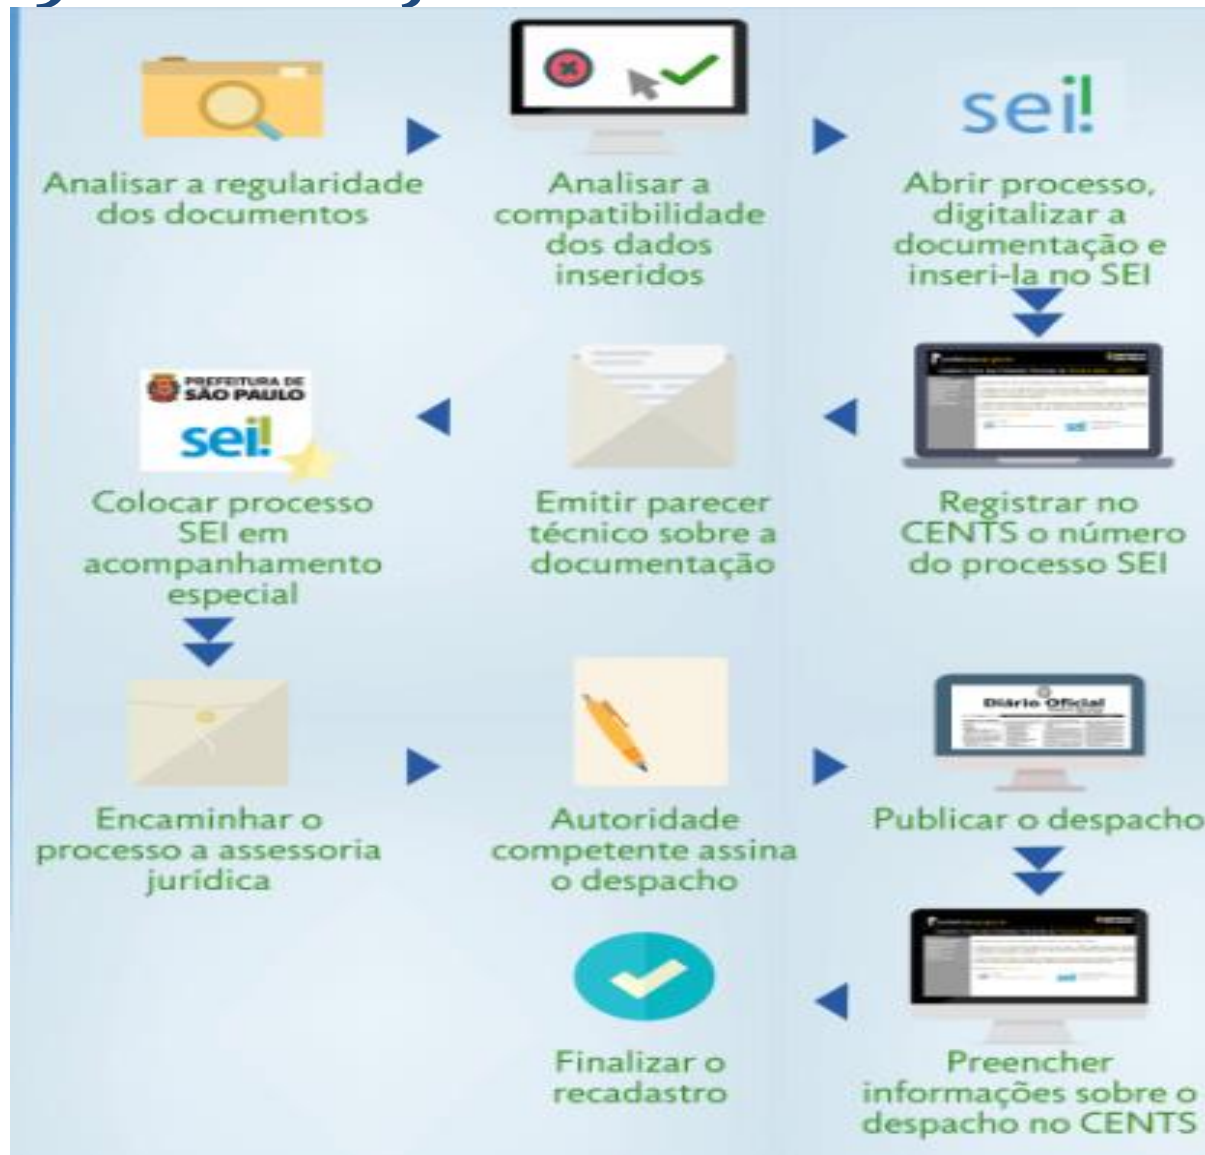 sei!
Analisar a regularidade
dos documentos
Analisar a
compatibilidade
dos dados
inseridos
Abrir processo,
digitalizar a
documentação e
inseri-la no SEI
PREFEITURA DE
SÃO PAULO
sei!
Colocar processo
SEI em
acompanhamento
especial
Emitir parecer
técnico sobre a
documentação
Registrar no
CENTS o número
do processo SEI
Diário Oficial
Encaminhar o
processo a assessoria
jurídica
Autoridade
competente assina
o despacho
Publicar o despacho
Finalizar o
recadastro
Preencher
informações sobre o
despacho no CENTS